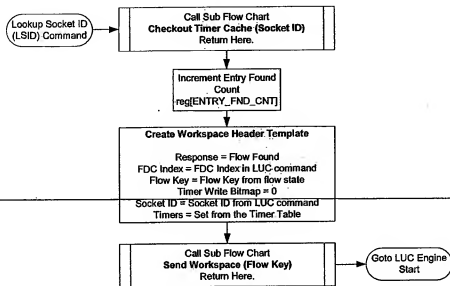 Lookup Socket ID
(LSID) Command
Call Sub Flow Chart
Checkout Timer Cache (Socket ID)
Return Here.
Increment Entry Found
Count
reg[ENTRY_FND_CNT]
Create Workspace Header Template
Response = Flow Found
FDC Index = FDC Index in LUC command
Flow Key = Flow Key from flow state
Timer Write Bitmap = 0
Socket ID = Socket ID from LUC command
Timers = Set from the Timer Table
Call Sub Flow Chart
Send Workspace (Flow Key)
Return Here.
Goto LUC Engine
Start